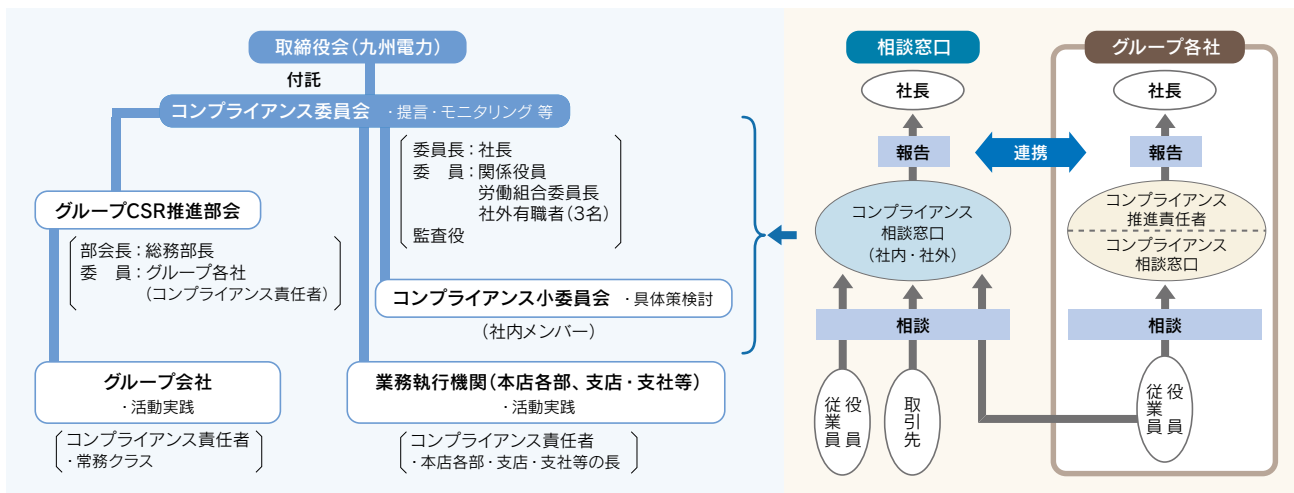 取締役会（九州電力）
付託
コンプライアンス委員会 ・提言・モニタリング 等
委員長：社長
委　員：関係役員
労働組合委員長
社外有職者（3名）
監査役
グループCSR推進部会
部会長：総務部長
委　員：グループ各社
（コンプライアンス責任者）
コンプライアンス小委員会 ・具体策検討
（社内メンバー）
グループ会社
・活動実践
コンプライアンス責任者
・常務クラス
業務執行機関（本店各部、支店・支社等）
・活動実践
コンプライアンス責任者
・本店各部・支店・支社等の長
相談窓口
社長
報告
連携
コンプライアンス
相談窓口
（社内・社外）
相談
役員
従業員
取引先
グループ各社
社長
報告
コンプライアンス
推進責任者
コンプライアンス
相談窓口
相談
役員
従業員